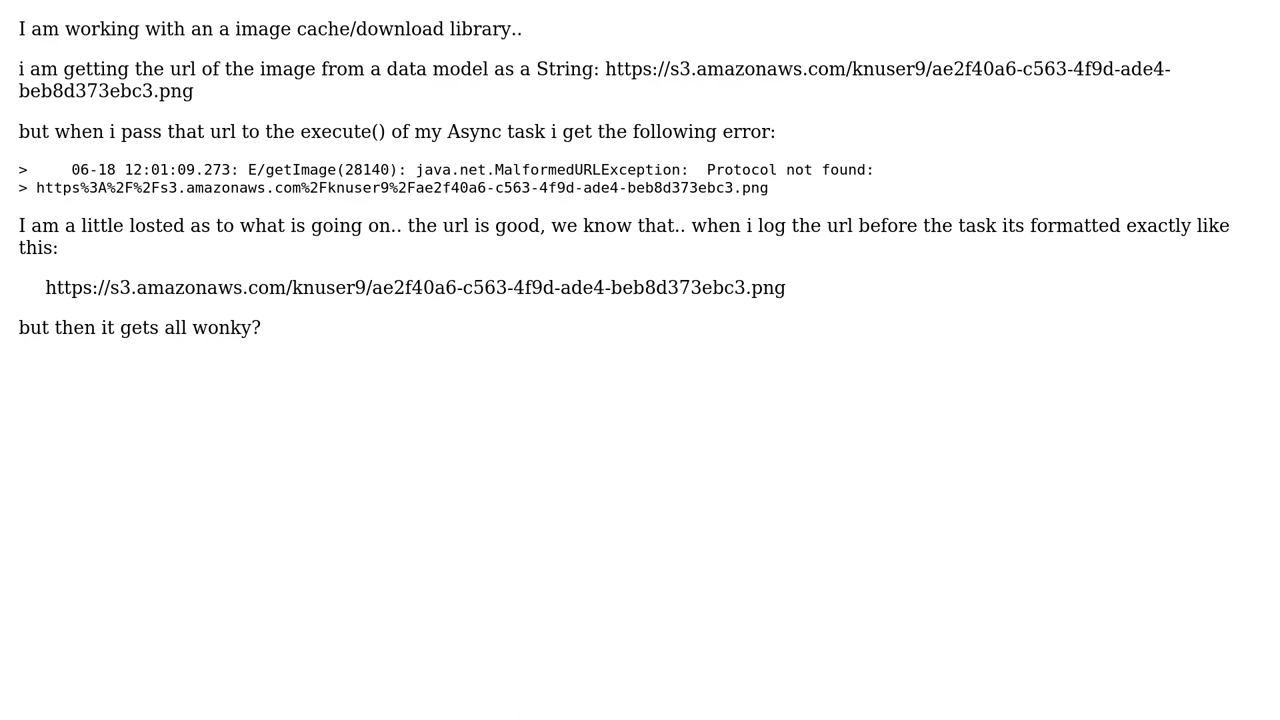 I am working with an a image cache/download library..
i am getting the url of the image from a data model as a String: https://s3.amazonaws.com/knuser9/ae2f40a6-c563-4f9d-ade4-
beb8d373ebc3.png
but when i pass that url to the execute() of my Async task i get the following error:
>     06-18 12:01:09.273: E/getImage(28140): java.net.MalformedURLException:  Protocol not found:
> https%3A%2F%2Fs3.amazonaws.com%2Fknuser9%2Fae2f40a6-c563-4f9d-ade4-beb8d373ebc3.png
I am a little losted as to what is going on.. the url is good, we know that.. when i log the url before the task its formatted exactly like
this:
https://s3.amazonaws.com/knuser9/ae2f40a6-c563-4f9d-ade4-beb8d373ebc3.png
but then it gets all wonky?